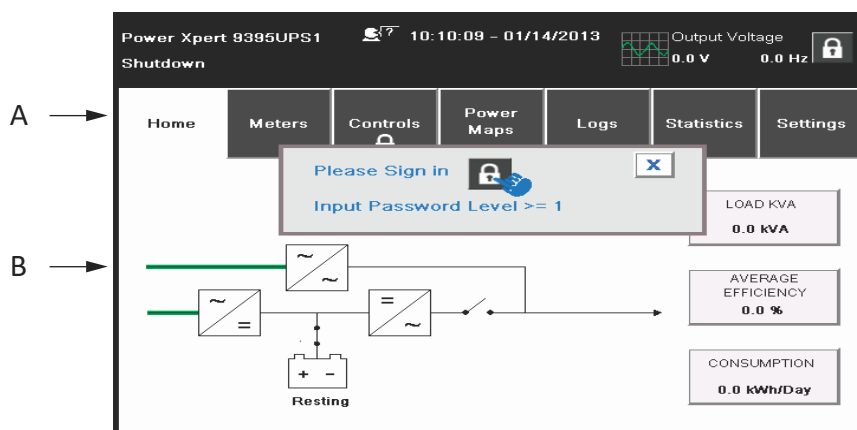 Power Xpert 9395UPS1
Shutdown
? 10:10:09 - 01/14/2013
Output Voltage
0.0 V 0.0 Hz
A
Home
Meters
Controls
Power
Maps
Logs
Statistics
Settings
Please Sign in
X
Input Password Level >= 1
LOAD KVA
0.0 kVA
B
~
~
AVERAGE
EFFICIENCY
0.0 %
~
=
=
~
+ -
Resting
CONSUMPTION
0.0 kWh/Day